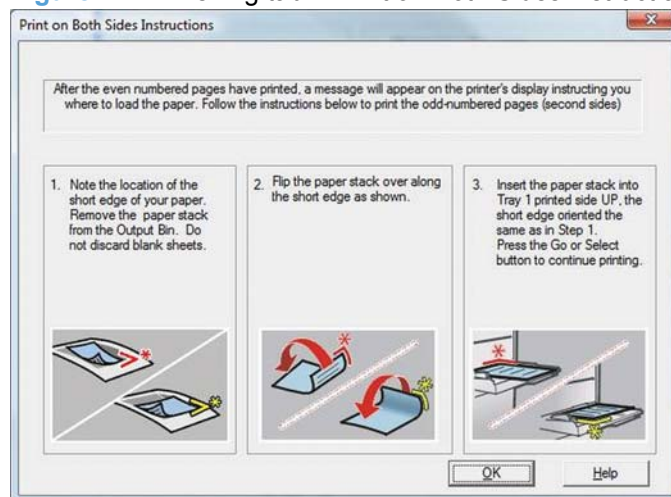 Print on Both Sides Instructions
After the even numbered pages have printed, a message will appear on the printer's display instructing you
where to load the paper. Follow the instructions below to print the odd-numbered pages (second sides)
1. Note the location of the
short edge of your paper.
Remove the paper stack
from the Output Bin. Do
not discard blank sheets.
2. Flip the paper stack over along
the short edge as shown.
3. Insert the paper stack into
Tray 1 printed side UP, the
short edge oriented the
same as in Step 1.
Press the Go or Select
button to continue printing.
OK
Help